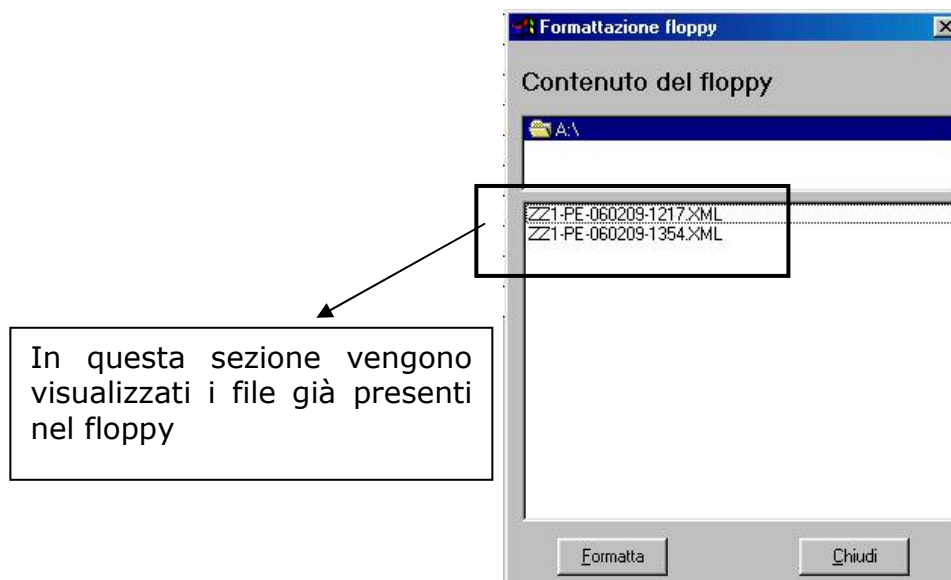 Formattazione floppy
Contenuto del floppy
A:\
ZZ1-PE-060209-1217.XML
ZZ1-PE-060209-1354.XML
In questa sezione vengono
visualizzati i file già presenti
nel floppy
Formatta
Chiudi